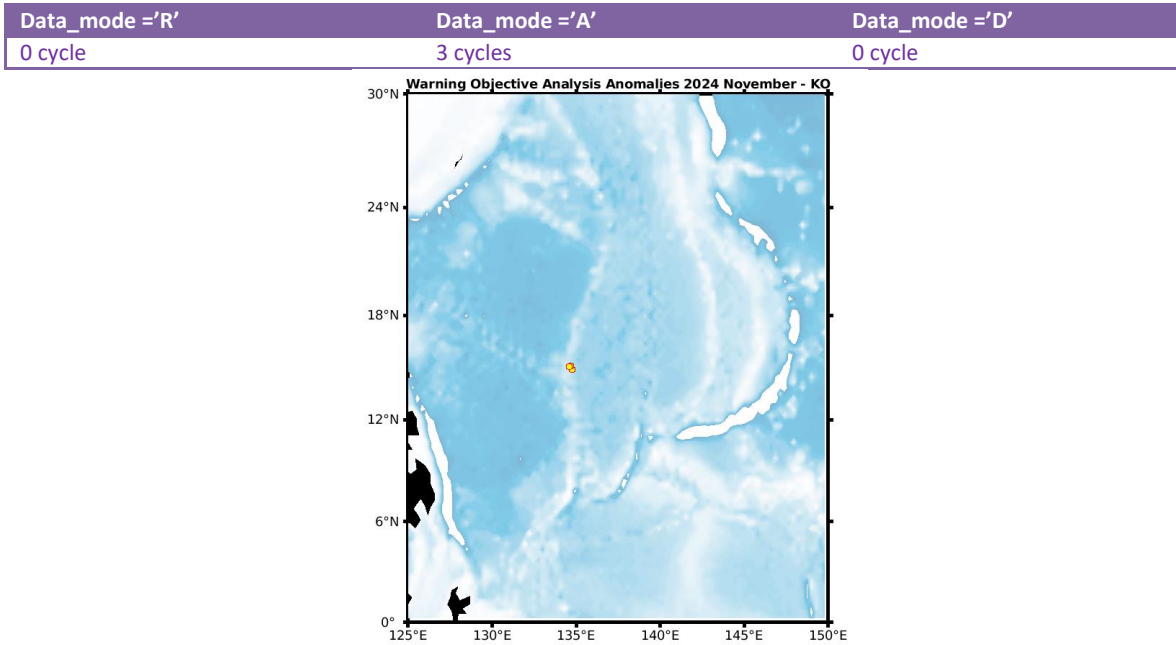 Data_mode ='R' Data_mode ='A' Data_mode ='D'
0 cycle 3 cycles 0 cycle
Warning Objective Analysis Anomalies 2024 November - KO
30°N
24°N
18°N
12°N
6°N
0°
125°E 130°E 135°E 140°E 145°E 150°E